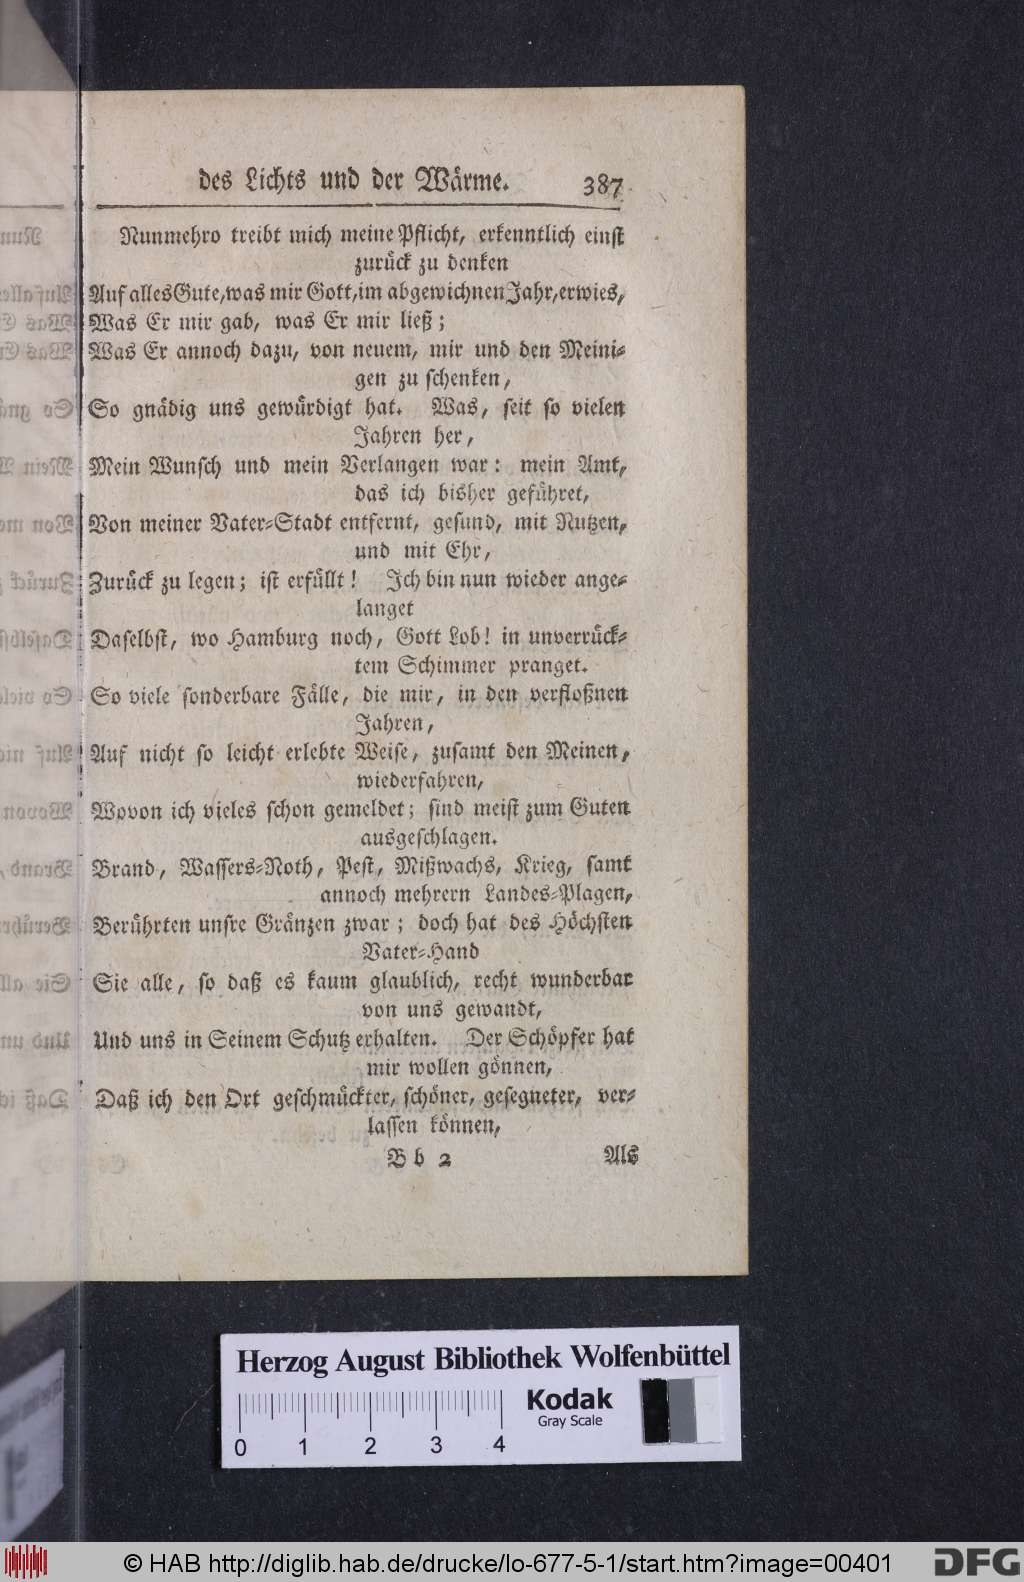 des Lichts und der Wärme. 387
Nunmehro treibt mich meine Pflicht, erkenntlich einst
zurück zu denken
Auf alles Gute, was mir Gott, im abgewichnen Jahr, erwies,
Was Er mir gab, was Er mir ließ;
Was Er annoch dazu, von neuem, mir und den Meini-
gen zu schenken,
So gnädig uns gewürdigt hat. Was, seit so vielen
Jahren her,
Mein Wunsch und mein Verlangen war: mein Amt,
das ich bisher geführet,
Von meiner Vater-Stadt entfernt, gesund, mit Nutzen,
und mit Ehr,
Zurück zu legen; ist erfüllt! Ich bin nun wieder ange-
langet
Daselbst, wo Hamburg noch, Gott Lob! in unverrück-
tem Schimmer pranget.
So viele sonderbare Fälle, die mir, in den verfloßnen
Jahren,
Auf nicht so leicht erlebte Weise, zusamt den Meinen,
wiederfahren,
Wovon ich vieles schon gemeldet; sind meist zum Guten
ausgeschlagen.
Brand, Wassers-Noth, Pest, Mißwachs, Krieg, samt
annoch mehrern Landes-Plagen,
Berührten unsre Gränzen zwar; doch hat des Höchsten
Vater-Hand
Sie alle, so daß es kaum glaublich, recht wunderbar
von uns gewandt,
Und uns in Seinem Schutz erhalten. Der Schöpfer hat
mir wollen gönnen,
Daß ich den Ort geschmückter, schöner, gesegneter, ver-
lassen können,
B b 2 Als
Herzog August Bibliothek Wolfenbüttel
Kodak
Gray Scale
0 1 2 3 4
© HAB http://diglib.hab.de/drucke/lo-677-5-1/start.htm?image=00401
DFG